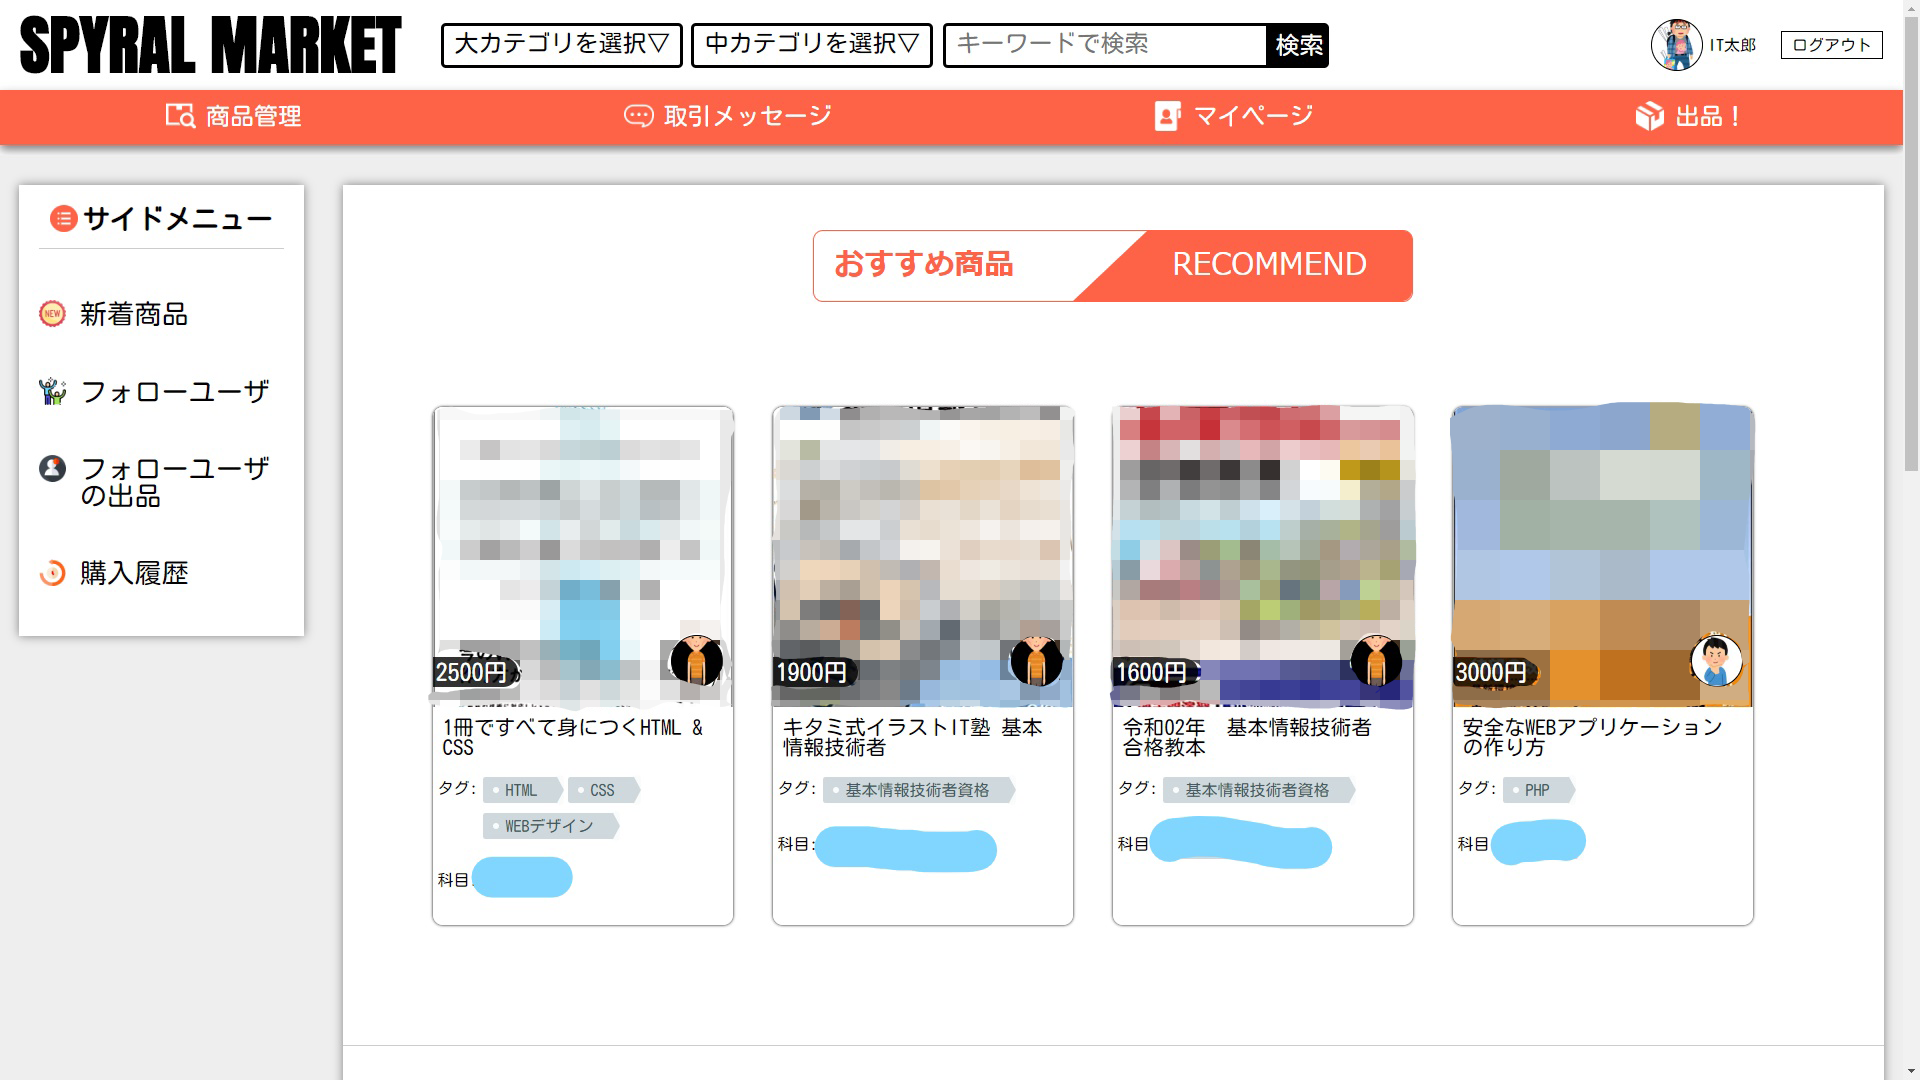 SPYRAL MARKET
大カテゴリを選択▽
中カテゴリを選択▽
キーワードで検索
検索
IT太郎
ログアウト
商品管理
取引メッセージ
マイページ
出品！
サイドメニュー
NEW
新着商品
フォローユーザ
フォローユーザ
の出品
購入履歴
おすすめ商品
RECOMMEND
2500円
1冊ですべて身につくHTML &
CSS
タグ:
HTML
CSS
WEBデザイン
科目:
1900円
キタミ式イラストIT塾 基本
情報技術者
タグ:
基本情報技術者資格
科目:
1600円
令和02年　基本情報技術者
合格教本
タグ:
基本情報技術者資格
科目
3000円
安全なWEBアプリケーション
の作り方
タグ:
PHP
科目